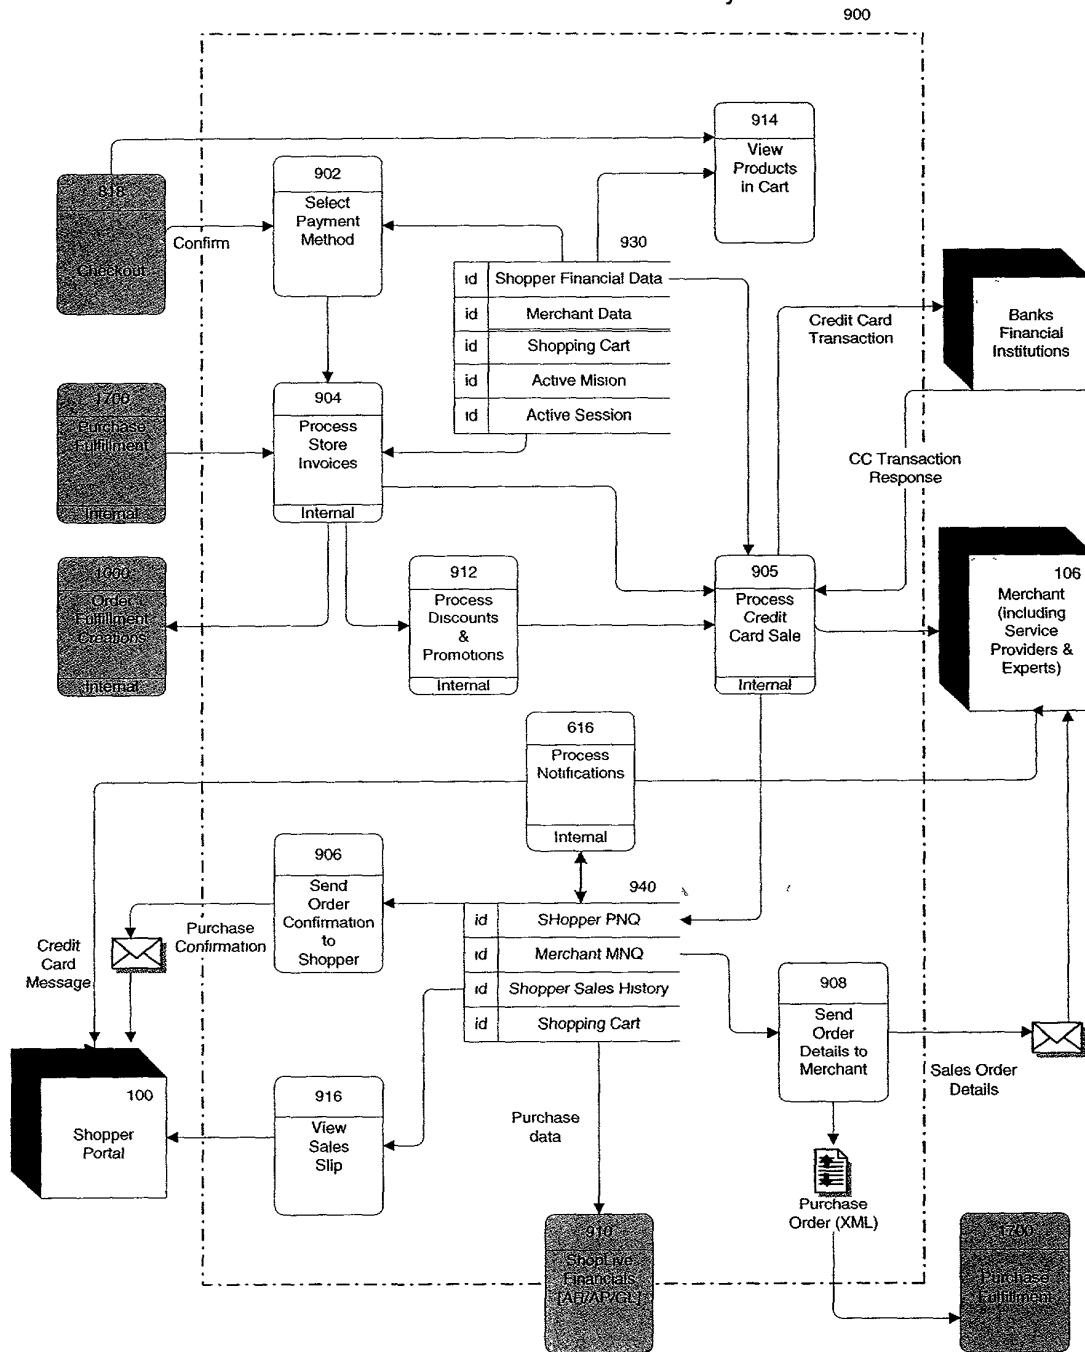 900
914
View
Products
in Cart
902
Select
Payment
Method
818
Checkout
Confirm
930
id Shopper Financial Data
id Merchant Data
id Shopping Cart
id Active Mision
id Active Session
Credit Card
Transaction
Banks
Financial
Institutions
1700
Purchase
Fulfillment
Internal
904
Process
Store
Invoices
Internal
CC Transaction
Response
1000
Order
Fulfillment
Creations
Internal
912
Process
Discounts
&
Promotions
Internal
905
Process
Credit
Card Sale
Internal
106
Merchant
(including
Service
Providers &
Experts)
616
Process
Notifications
Internal
906
Send
Order
Confirmation
to
Shopper
Purchase
Confirmation
Credit
Card
Message
940
id SHopper PNQ
id Merchant MNQ
id Shopper Sales History
id Shopping Cart
908
Send
Order
Details to
Merchant
Sales Order
Details
100
Shopper
Portal
916
View
Sales
Slip
Purchase
data
Purchase
Order (XML)
910
ShopLive
Financials
[AR/AP/GL]
1700
Purchase
Fulfillment